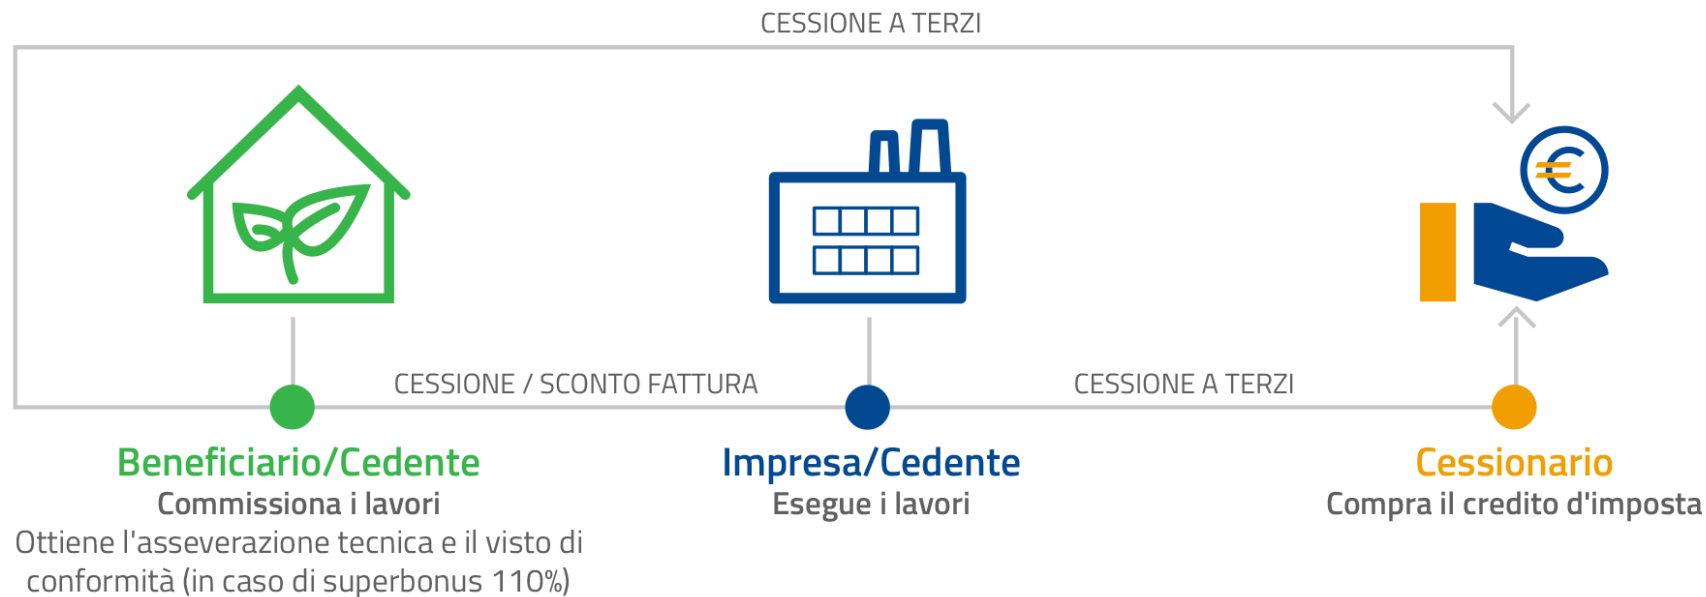 CESSIONE A TERZI
CESSIONE / SCONTO FATTURA
CESSIONE A TERZI
Beneficiario/Cedente
Commissiona i lavori
Ottiene l'asseverazione tecnica e il visto di
conformità (in caso di superbonus 110%)
Impresa/Cedente
Esegue i lavori
Cessionario
Compra il credito d'imposta